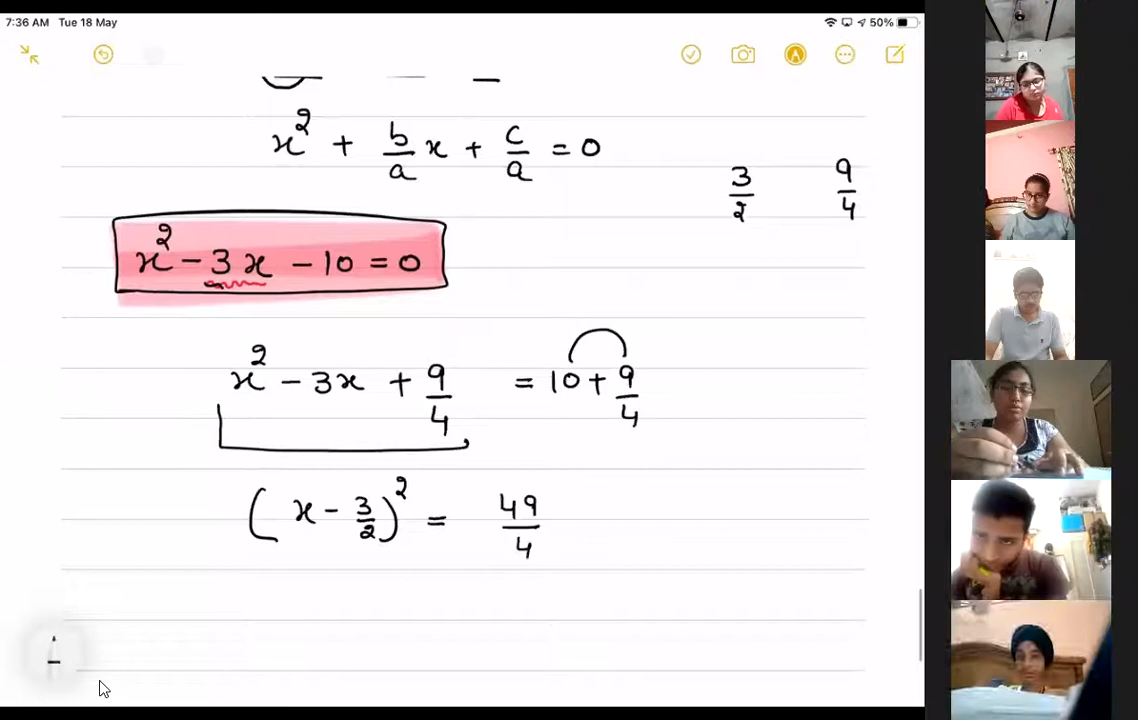 7:36 AM Tue 18 May 50%
x² + b/a x + c/a = 0
3/2 9/4
x² - 3x - 10 = 0
x² - 3x + 9/4 = 10 + 9/4
(x - 3/2)² = 49/4